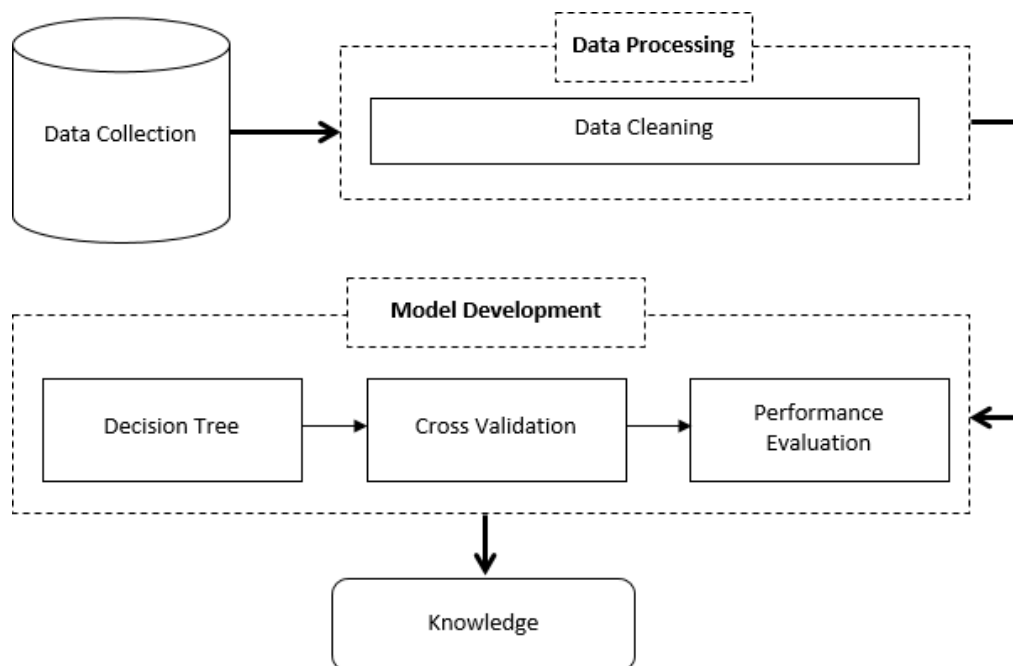 Data Processing
Data Collection
Data Cleaning
Model Development
Decision Tree
Cross Validation
Performance
Evaluation
Knowledge